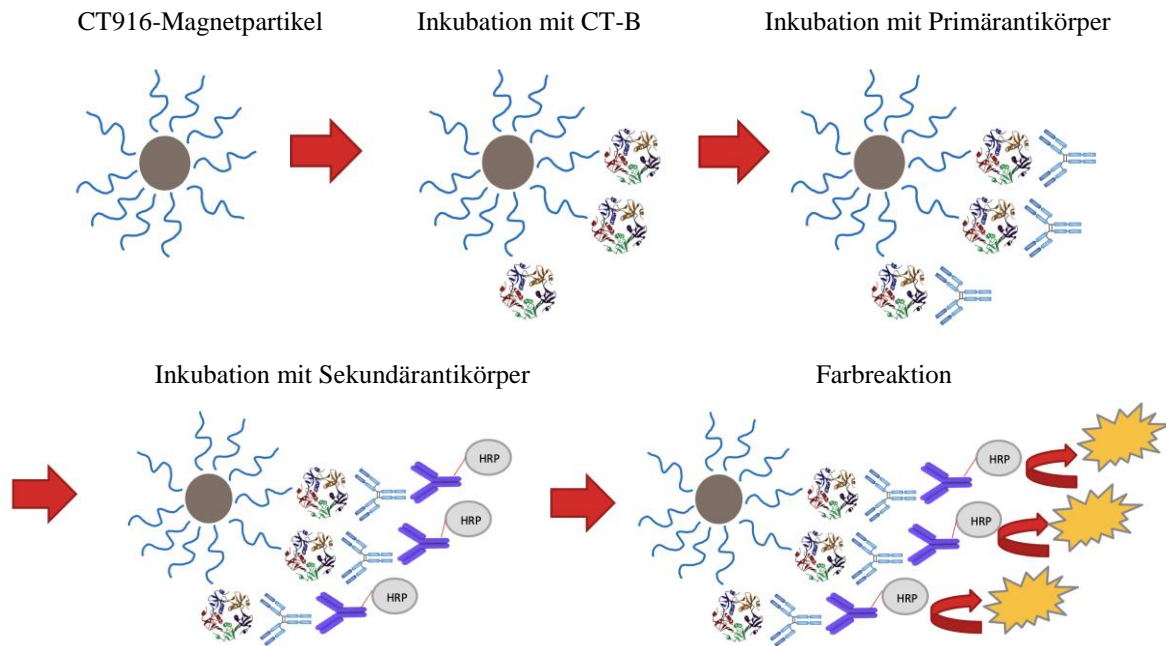 CT916-Magnetpartikel
Inkubation mit CT-B
Inkubation mit Primärantikörper
Inkubation mit Sekundärantikörper
Farbreaktion
HRP
HRP
HRP
HRP
HRP
HRP